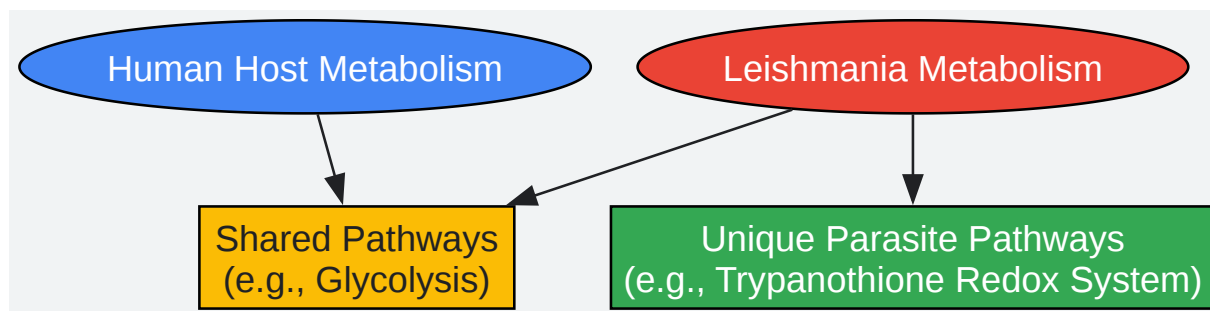 Human Host Metabolism
Leishmania Metabolism
Shared Pathways
(e.g., Glycolysis)
Unique Parasite Pathways
(e.g., Trypanothione Redox System)